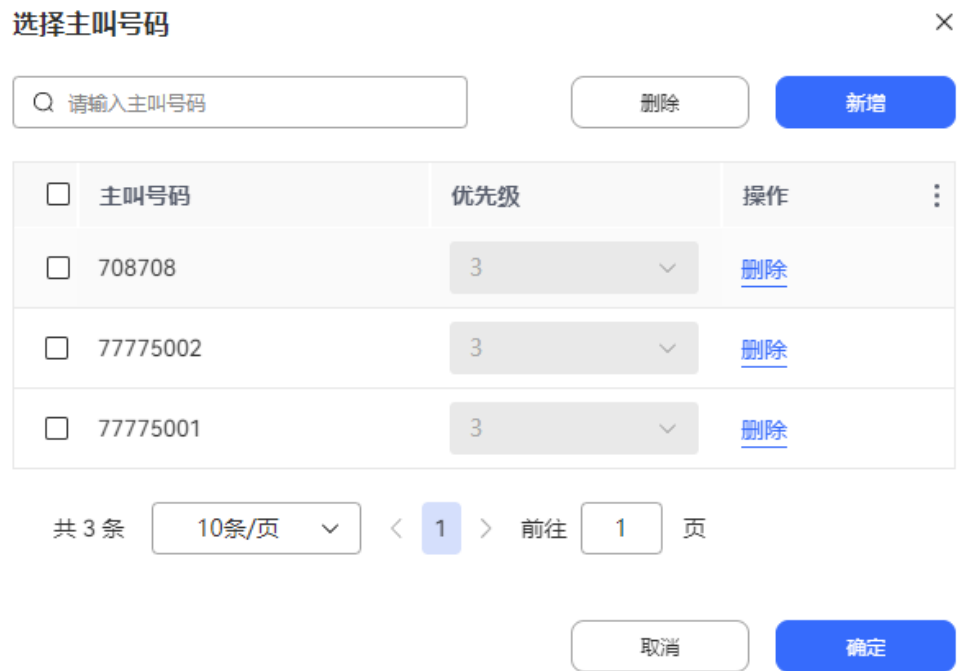 选择主叫号码
请输入主叫号码 删除 新增
主叫号码 优先级 操作
708708 3 删除
77775002 3 删除
77775001 3 删除
共 3 条 10条/页 1 前往 1 页
取消 确定